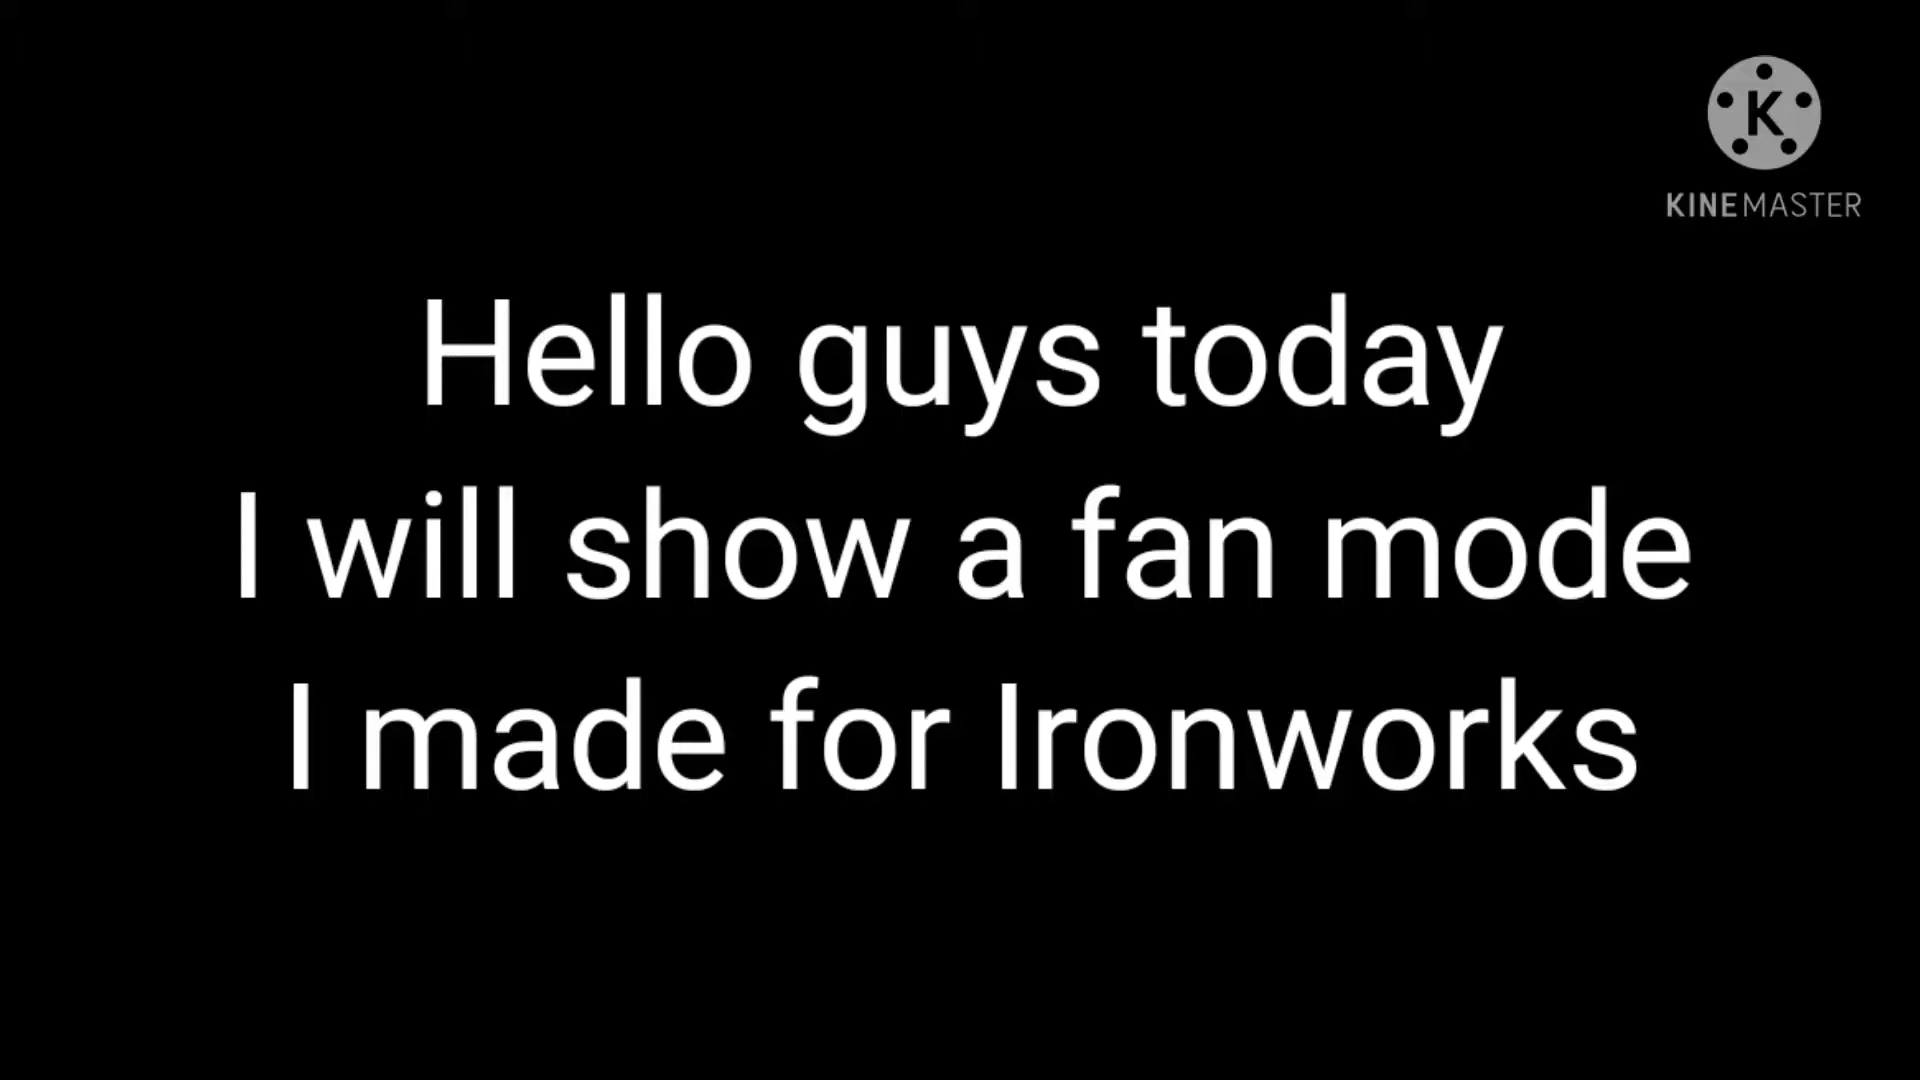 K
KINEMASTER
Hello guys today
I will show a fan mode
I made for Ironworks